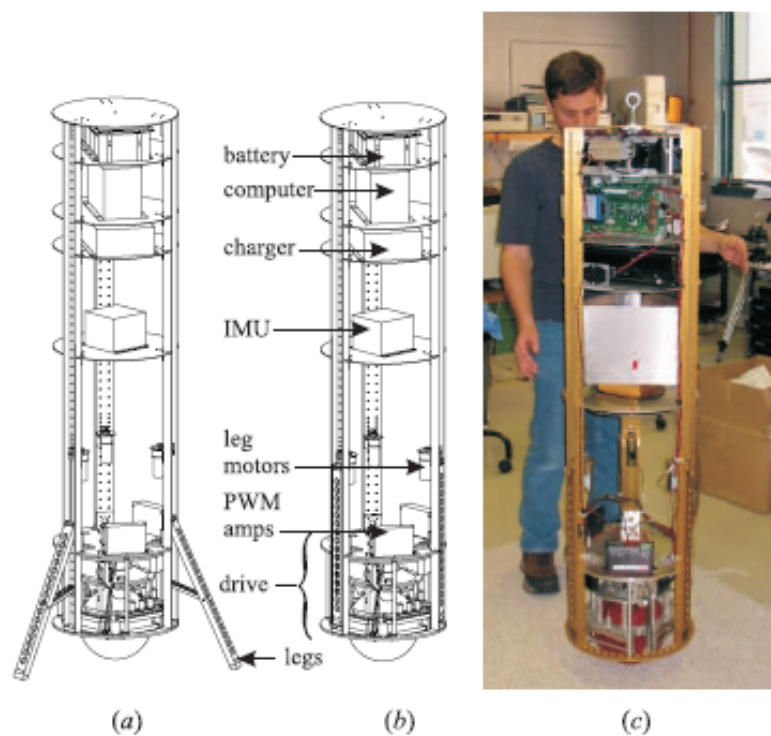 battery
computer
charger
IMU
leg
motors
PWM
amps
drive
legs
(a)
(b)
(c)